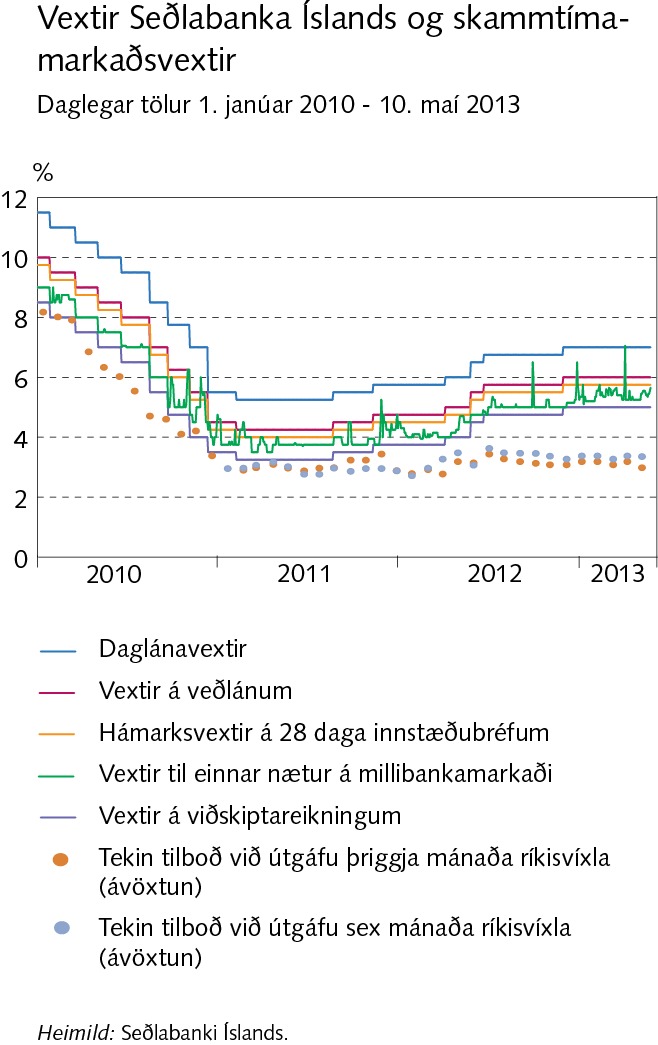 Vextir Seðlabanka Íslands og skammtíma-
markaðsvextir
Daglegar tölur 1. janúar 2010 - 10. maí 2013
%
12
10
8
6
4
2
0
2010 2011 2012 2013
Daglánavextir
Vextir á veðlánum
Hámarksvextir á 28 daga innstæðubréfum
Vextir til einnar nætur á millibankamarkaði
Vextir á viðskiptareikningum
Tekin tilboð við útgáfu þriggja mánaða ríkisvíxla
(ávöxtun)
Tekin tilboð við útgáfu sex mánaða ríkisvíxla
(ávöxtun)
Heimild: Seðlabanki Íslands.